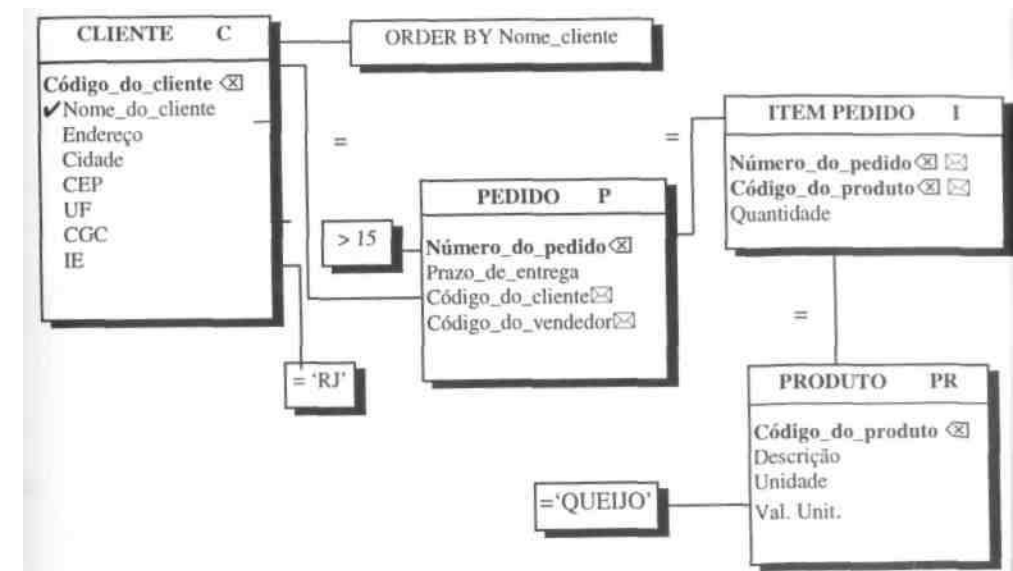 CLIENTE C
Código_do_cliente
Nome_do_cliente
Endereço
Cidade
CEP
UF
CGC
IE
ORDER BY Nome_cliente
=
=
> 15
= 'RJ'
PEDIDO P
Número_do_pedido
Prazo_de_entrega
Código_do_cliente
Código_do_vendedor
ITEM PEDIDO I
Número_do_pedido
Código_do_produto
Quantidade
=
PRODUTO PR
Código_do_produto
Descrição
Unidade
Val. Unit.
='QUEIJO'